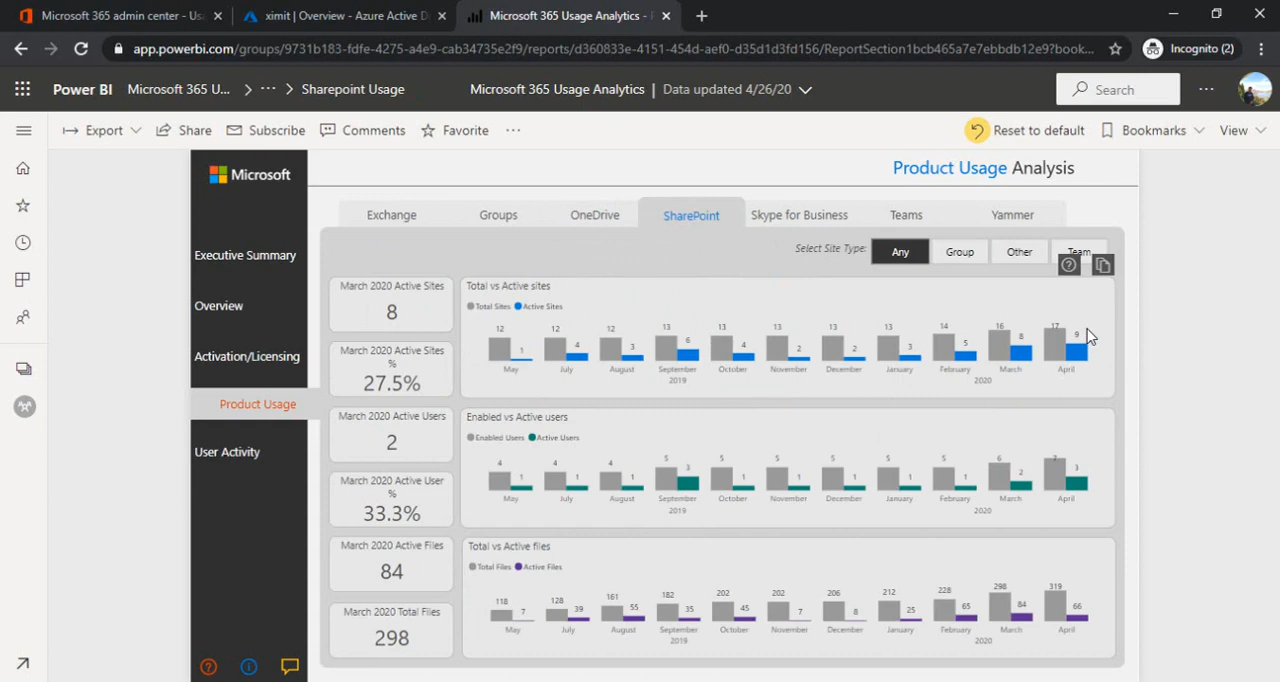 Microsoft 365 admin center - Usa
ximit | Overview - Azure Active D
Microsoft 365 Usage Analytics -
app.powerbi.com/groups/9731b183-fdfe-4275-a4e9-cab34735e2f9/reports/d360833e-4151-454d-aef0-d35d1d3fd156/ReportSection1bcb465a7e7ebbdb12e9?book...
Incognito (2)
Power BI
Microsoft 365 U...
Sharepoint Usage
Microsoft 365 Usage Analytics | Data updated 4/26/20
Search
Export
Share
Subscribe
Comments
Favorite
Reset to default
Bookmarks
View
Microsoft
Product Usage Analysis
Executive Summary
Overview
Activation/Licensing
Product Usage
User Activity
Exchange
Groups
OneDrive
SharePoint
Skype for Business
Teams
Yammer
Select Site Type:
Any
Group
Other
Team
March 2020 Active Sites
8
March 2020 Active Sites
%
27.5%
March 2020 Active Users
2
March 2020 Active User
%
33.3%
March 2020 Active Files
84
March 2020 Total Files
298
Total vs Active sites
Total Sites Active Sites
12 1 12 4 12 3 13 6 13 4 13 2 13 2 13 3 14 5 16 8 17 9
May July August September October November December January February March April
2019 2020
Enabled vs Active users
Enabled Users Active Users
4 1 4 1 4 1 5 3 5 1 5 1 5 1 5 1 5 1 6 2 7 3
May July August September October November December January February March April
2019 2020
Total vs Active files
Total Files Active Files
118 7 128 39 161 55 182 35 202 45 202 7 206 8 212 25 228 65 298 84 319 66
May July August September October November December January February March April
2019 2020